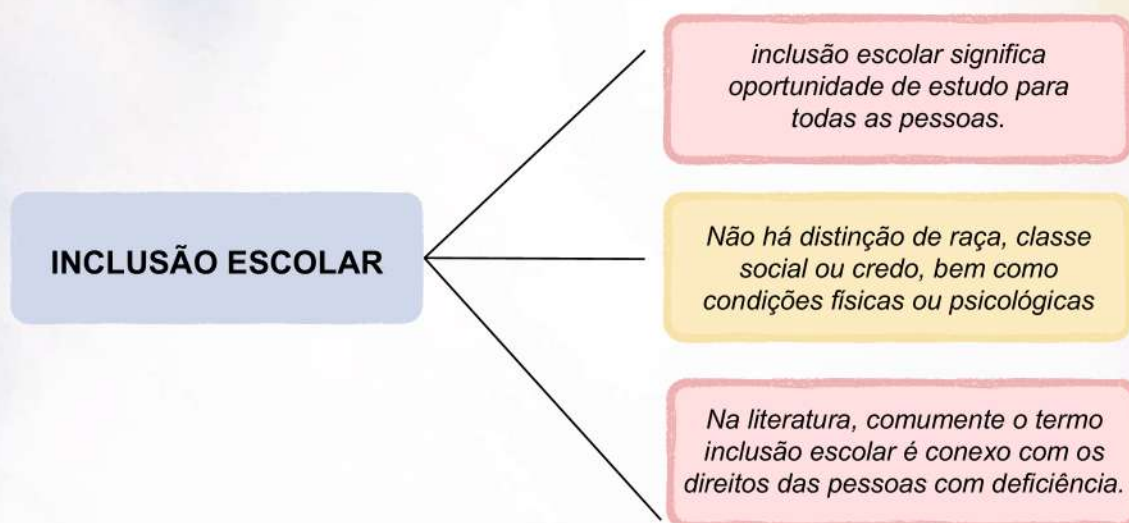 INCLUSÃO ESCOLAR
inclusão escolar significa
oportunidade de estudo para
todas as pessoas.
Não há distinção de raça, classe
social ou credo, bem como
condições físicas ou psicológicas
Na literatura, comumente o termo
inclusão escolar é conexo com os
direitos das pessoas com deficiência.